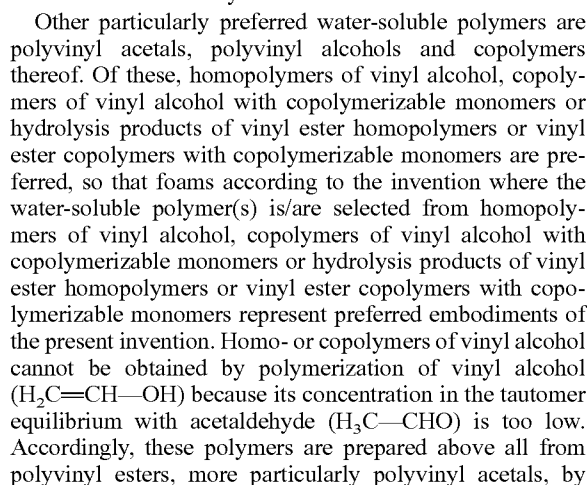 Other particularly preferred water-soluble polymers are
polyvinyl acetals, polyvinyl alcohols and copolymers
thereof. Of these, homopolymers of vinyl alcohol, copoly-
mers of vinyl alcohol with copolymerizable monomers or
hydrolysis products of vinyl ester homopolymers or vinyl
ester copolymers with copolymerizable monomers are pre-
ferred, so that foams according to the invention where the
water-soluble polymer(s) is/are selected from homopoly-
mers of vinyl alcohol, copolymers of vinyl alcohol with
copolymerizable monomers or hydrolysis products of vinyl
ester homopolymers or vinyl ester copolymers with copo-
lymerizable monomers represent preferred embodiments of
the present invention. Homo- or copolymers of vinyl alcohol
cannot be obtained by polymerization of vinyl alcohol
(H₂C=CH—OH) because its concentration in the tautomer
equilibrium with acetaldehyde (H₃C—CHO) is too low.
Accordingly, these polymers are prepared above all from
polyvinyl esters, more particularly polyvinyl acetals, by